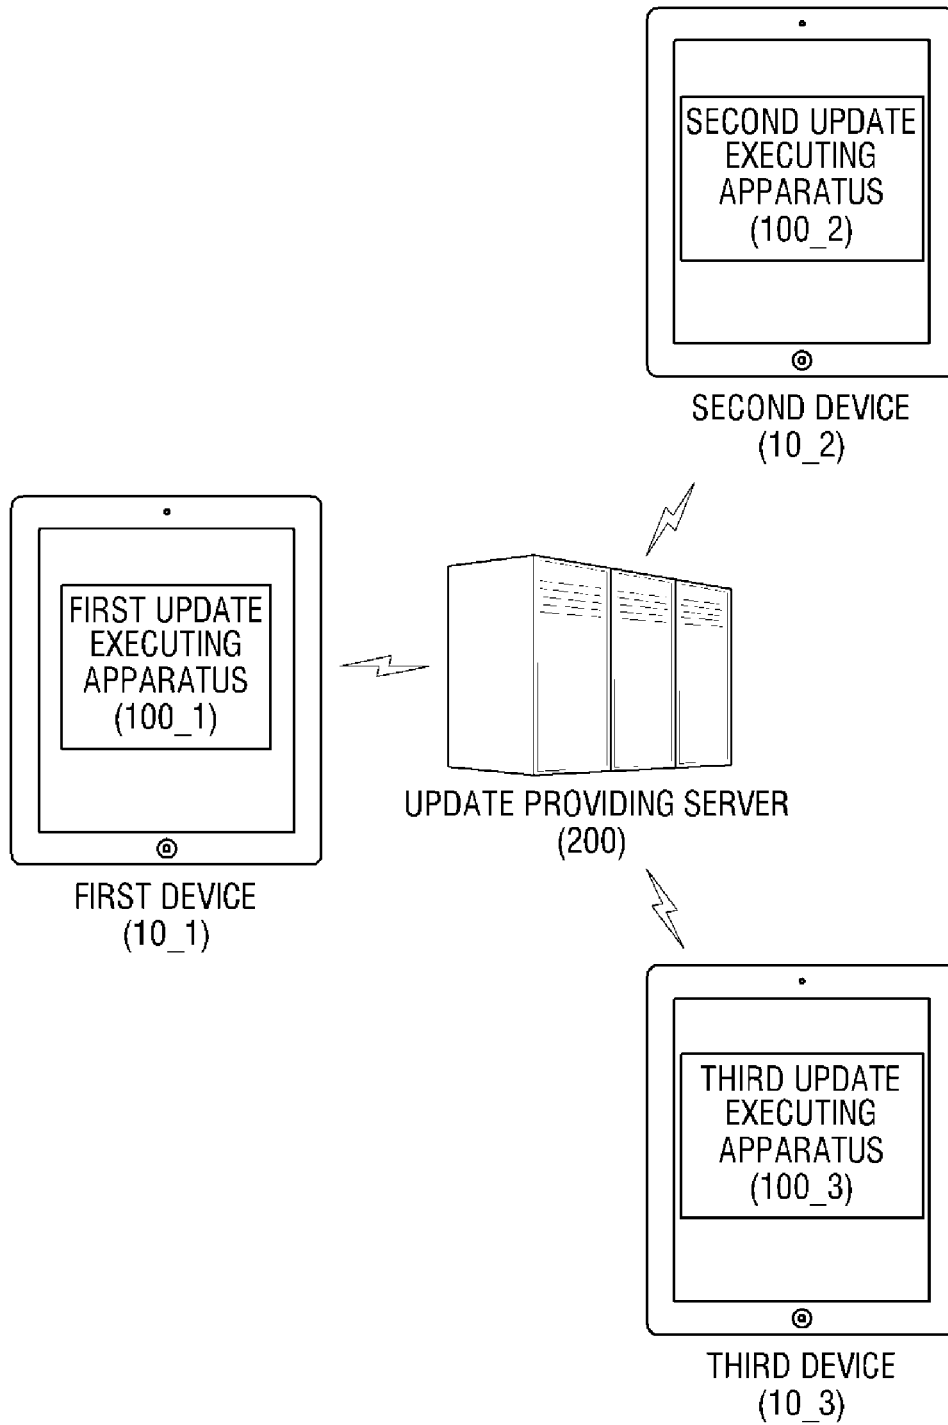 SECOND UPDATE
EXECUTING
APPARATUS
(100_2)
SECOND DEVICE
(10_2)
FIRST UPDATE
EXECUTING
APPARATUS
(100_1)
FIRST DEVICE
(10_1)
UPDATE PROVIDING SERVER
(200)
THIRD UPDATE
EXECUTING
APPARATUS
(100_3)
THIRD DEVICE
(10_3)